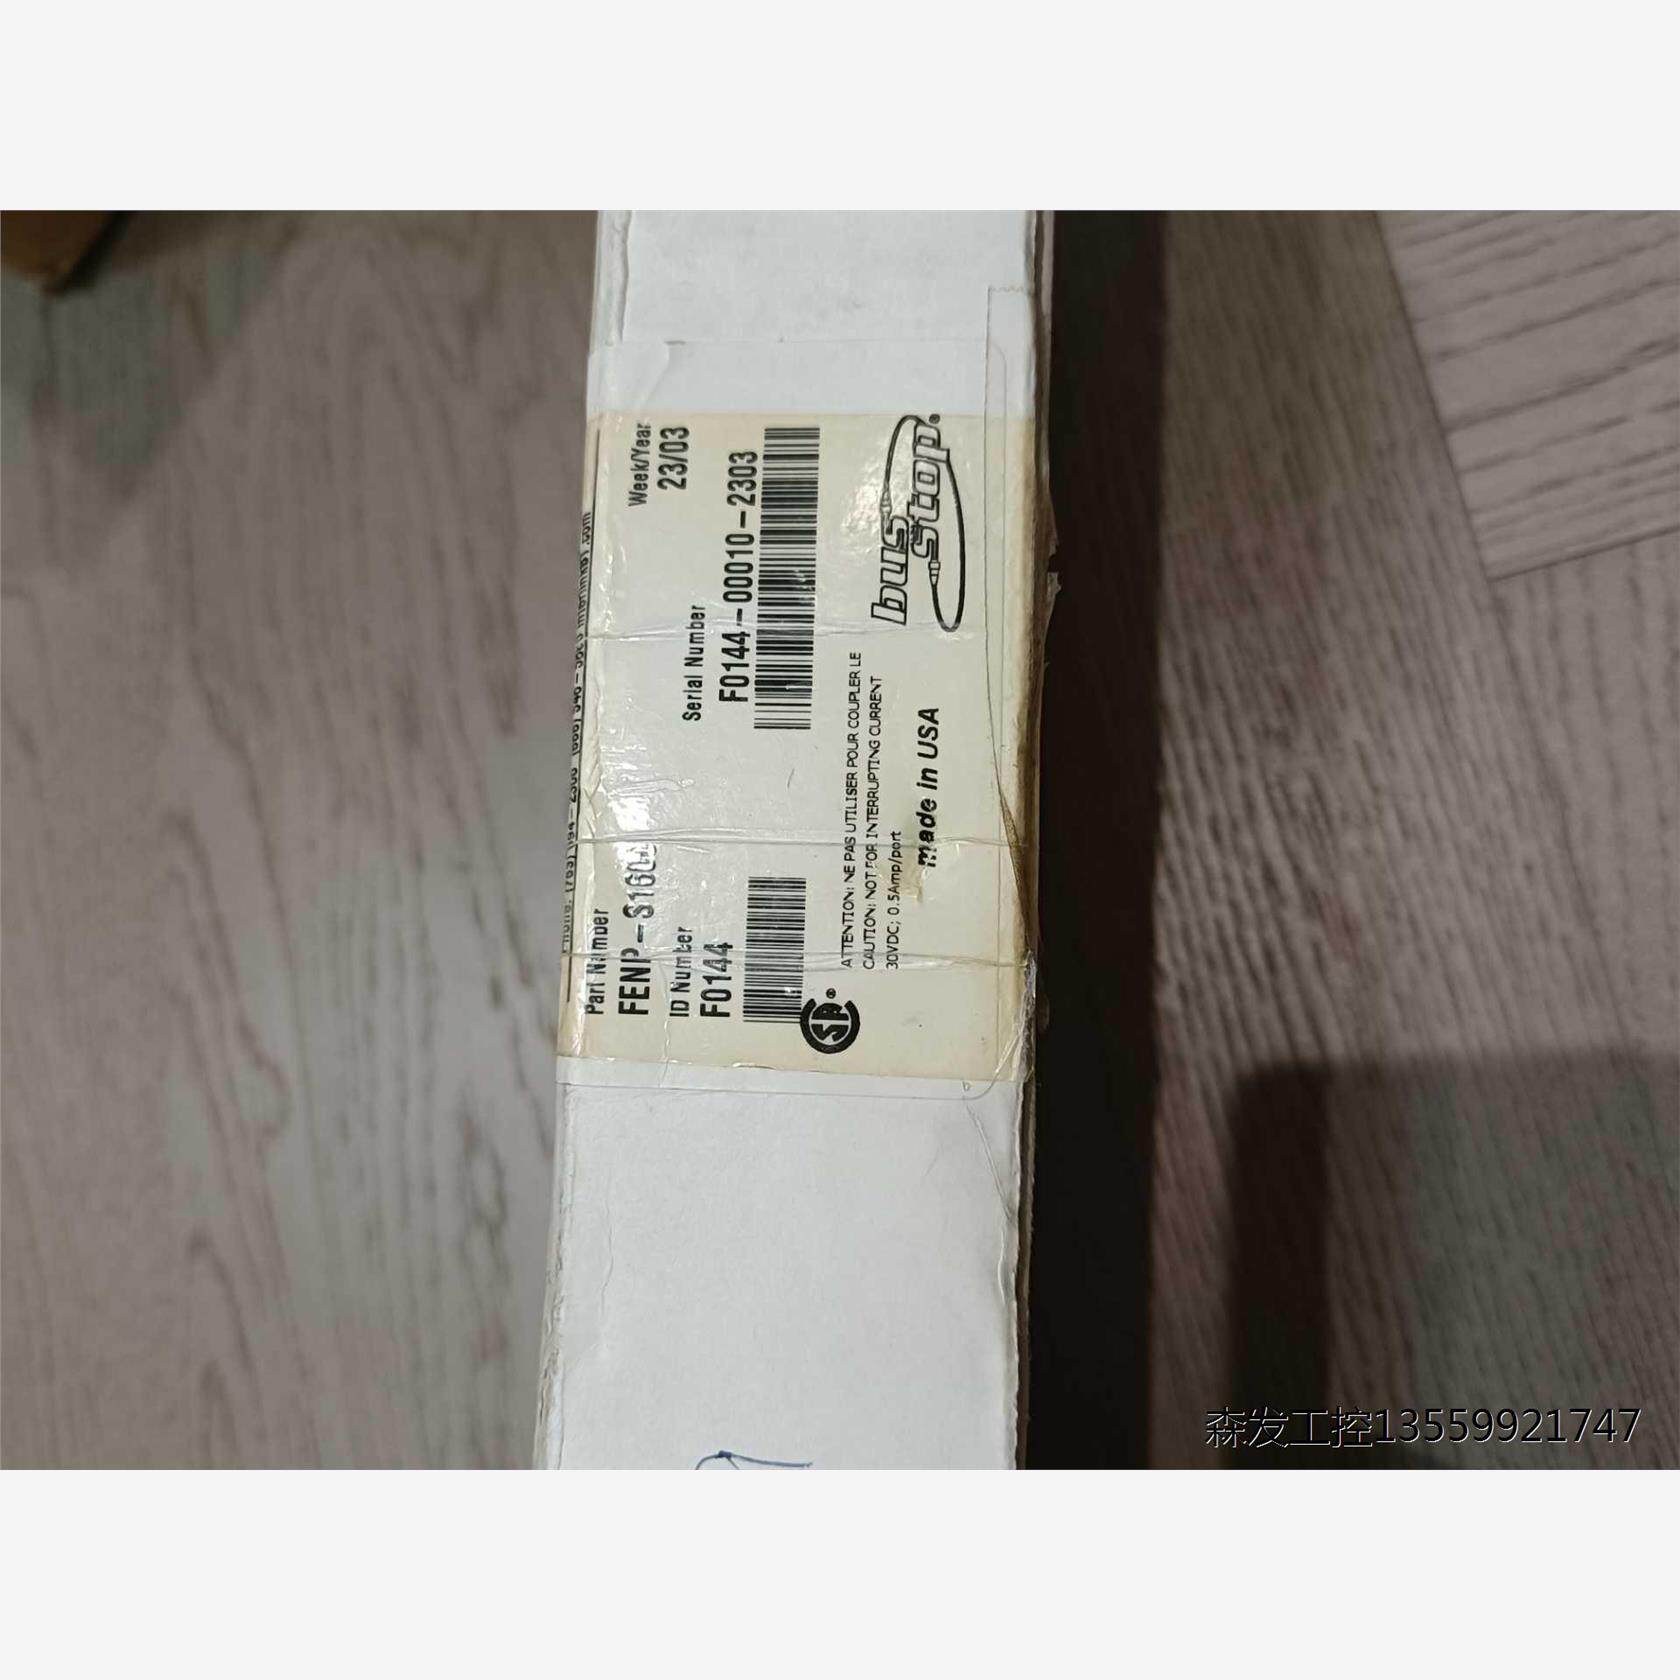 Part Number
FENP-S160
Week/Year
23/03
ID Number
F0144
Serial Number
F0144-00010-2303
ATTENTION: NE PAS UTILISER POUR COUPLER LE
CAUTION: NOT FOR INTERRUPTING CURRENT
30VDC; 0.5Amp/port
made in USA
bus
stop®
森发工控13559921747